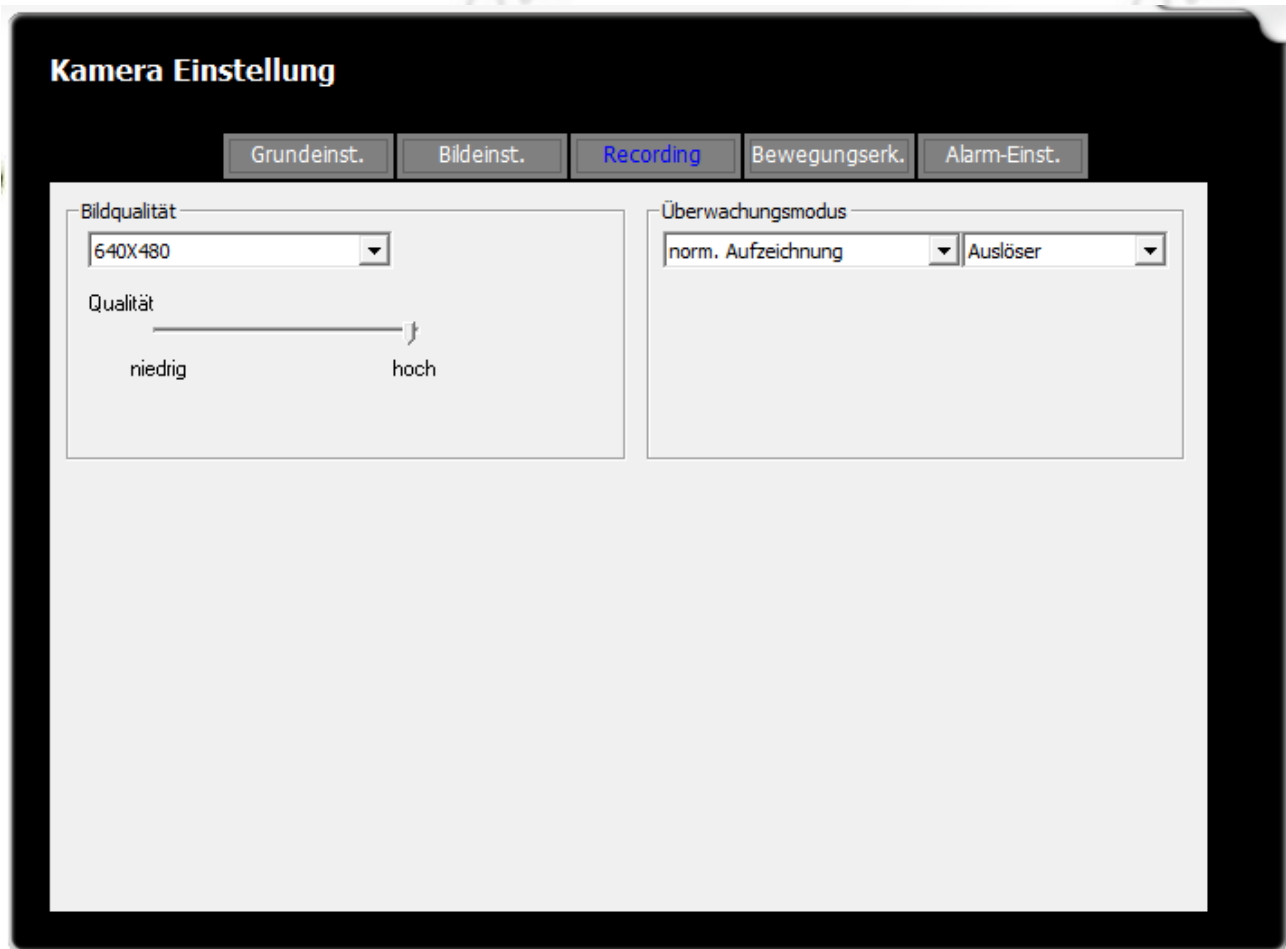 Kamera Einstellung
Grundeinst. Bildeinst. Recording Bewegungserk. Alarm-Einst.
Bildqualität
640X480
Qualität
niedrig hoch
Überwachungsmodus
norm. Aufzeichnung Auslöser